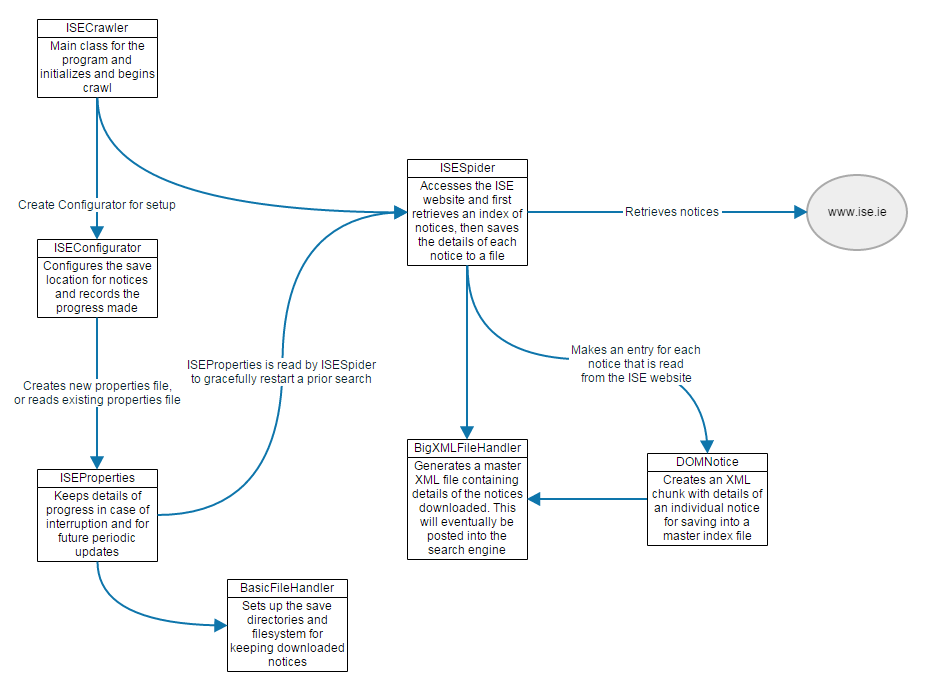 ISECrawler
Main class for the
program and
initializes and begins
crawl
Create Configurator for setup
ISEConfigurator
Configures the save
location for notices
and records the
progress made
Creates new properties file,
or reads existing properties file
ISEProperties
Keeps details of
progress in case of
interruption and for
future periodic
updates
BasicFileHandler
Sets up the save
directories and
filesystem for
keeping downloaded
notices
ISEProperties is read by ISESpider
to gracefully restart a prior search
ISESpider
Accesses the ISE
website and first
retrieves an index of
notices, then saves
the details of each
notice to a file
Retrieves notices
www.ise.ie
Makes an entry for each
notice that is read
from the ISE website
BigXMLFileHandler
Generates a master
XML file containing
details of the notices
downloaded. This
will eventually be
posted into the
search engine
DOMNotice
Creates an XML
chunk with details of
an individual notice
for saving into a
master index file